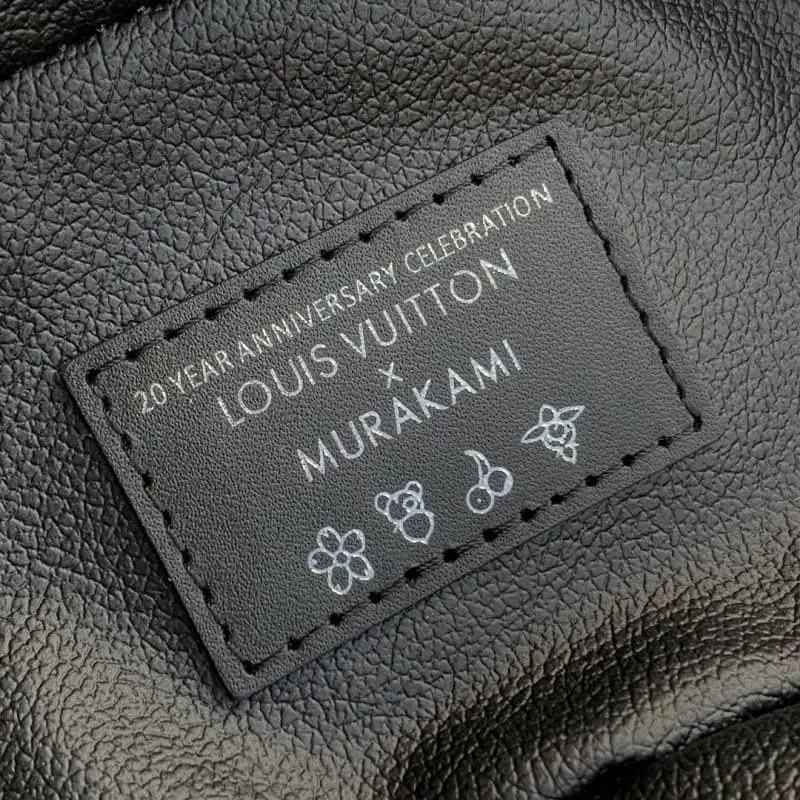 20 YEAR ANNIVERSARY CELEBRATION
LOUIS VUITTON
x
MURAKAMI